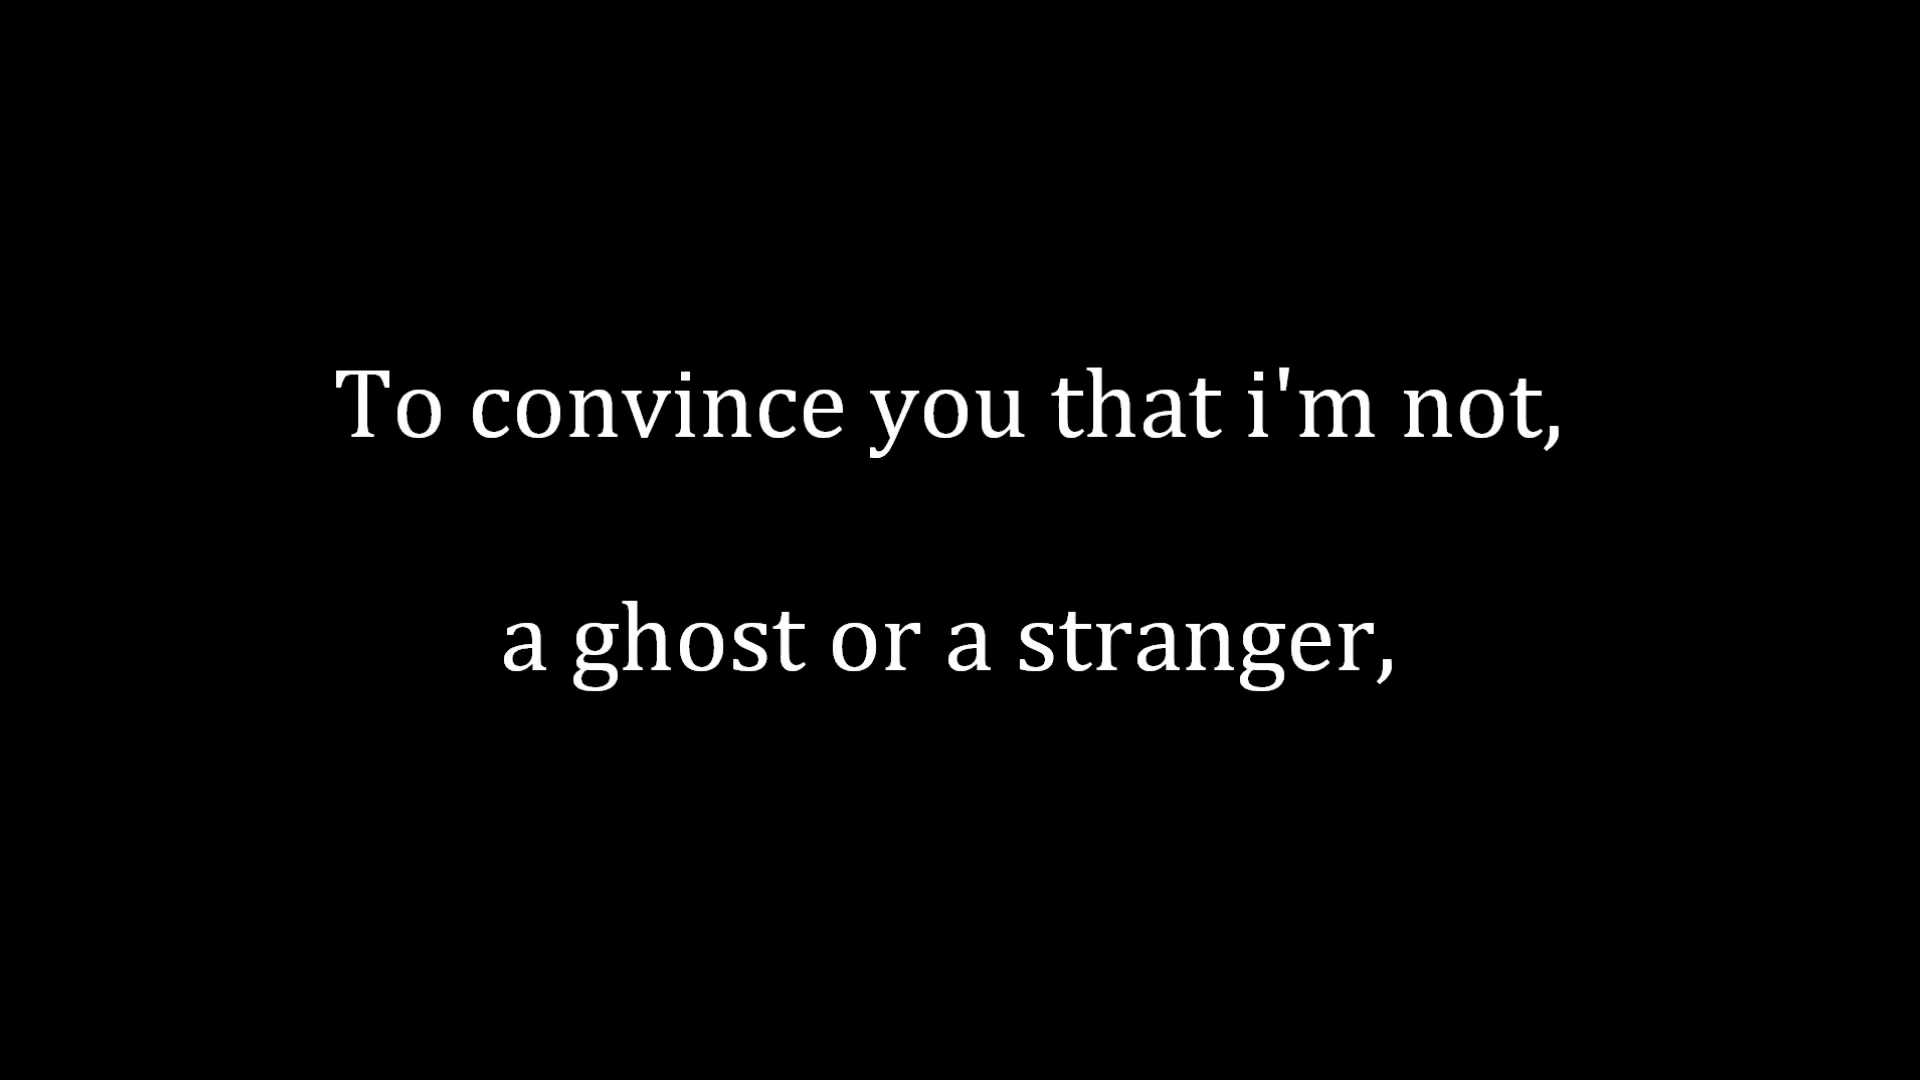 To convince you that i'm not,
a ghost or a stranger,